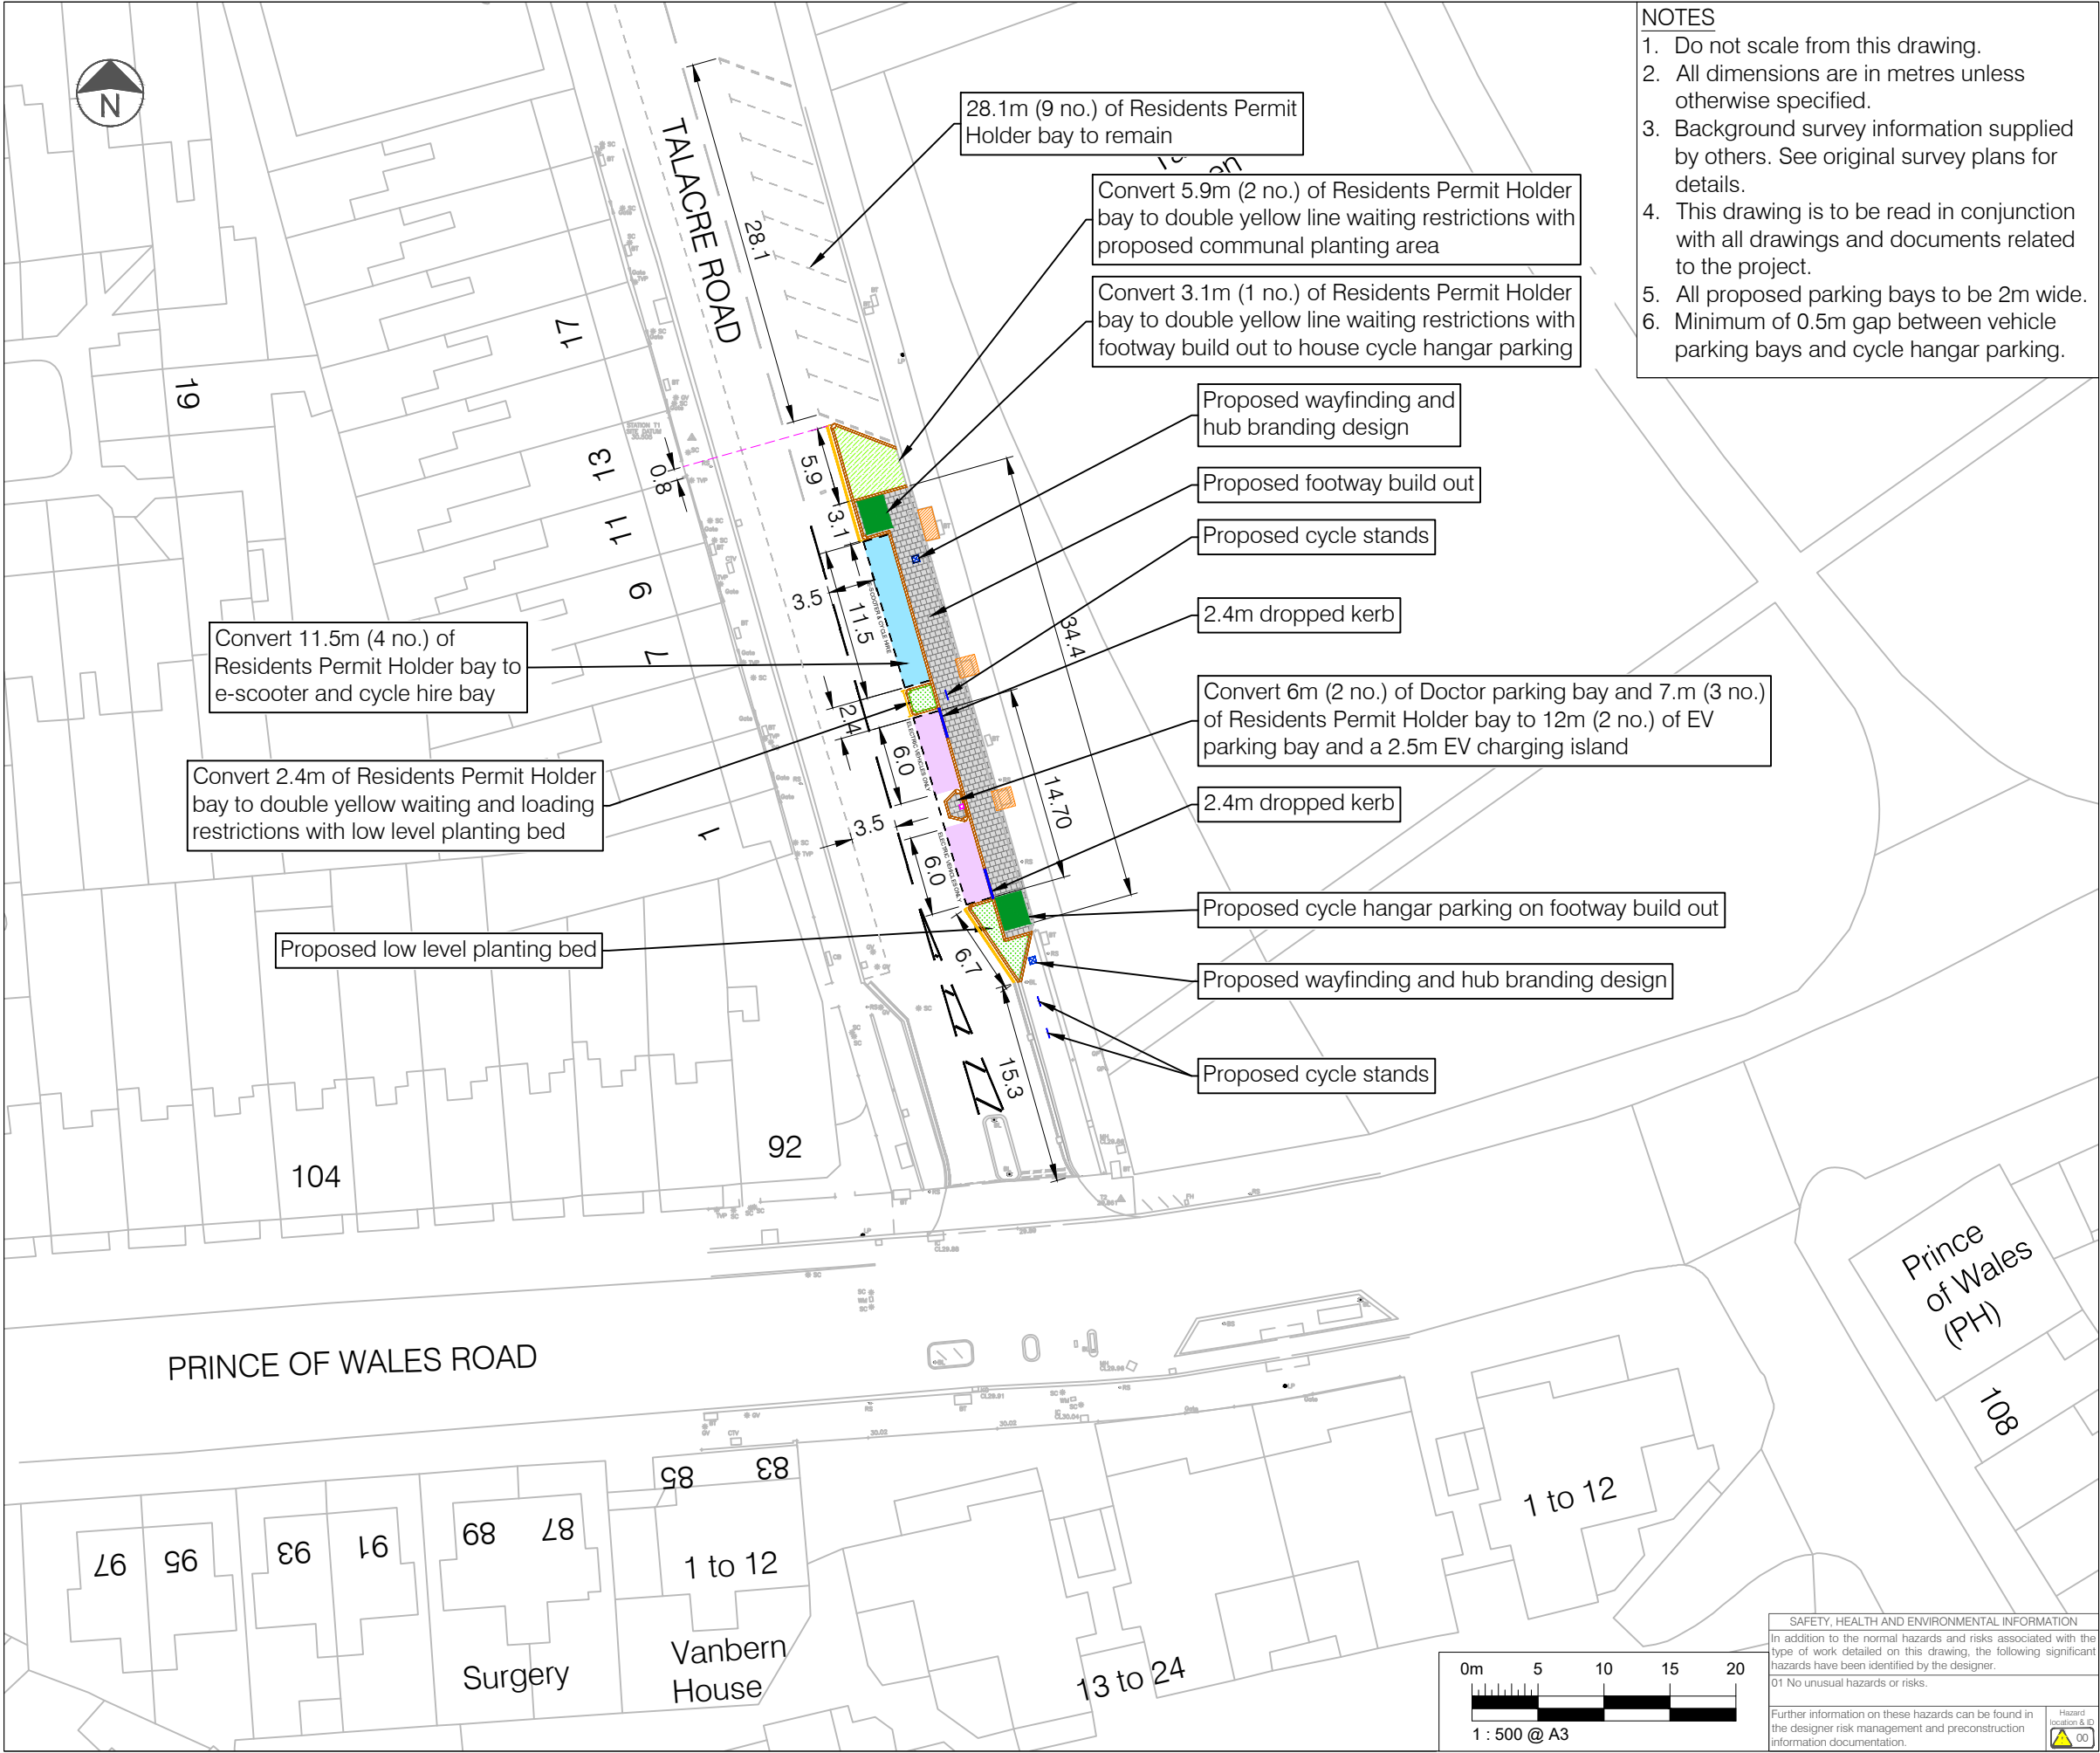 NOTES
1. Do not scale from this drawing.
2. All dimensions are in metres unless
otherwise specified.
3. Background survey information supplied
by others. See original survey plans for
details.
4. This drawing is to be read in conjunction
with all drawings and documents related
to the project.
5. All proposed parking bays to be 2m wide.
6. Minimum of 0.5m gap between vehicle
parking bays and cycle hangar parking.
N
28.1m (9 no.) of Residents Permit
Holder bay to remain
Convert 5.9m (2 no.) of Residents Permit Holder
bay to double yellow line waiting restrictions with
proposed communal planting area
Convert 3.1m (1 no.) of Residents Permit Holder
bay to double yellow line waiting restrictions with
footway build out to house cycle hangar parking
Proposed wayfinding and
hub branding design
Proposed footway build out
Proposed cycle stands
2.4m dropped kerb
Convert 6m (2 no.) of Doctor parking bay and 7.m (3 no.)
of Residents Permit Holder bay to 12m (2 no.) of EV
parking bay and a 2.5m EV charging island
2.4m dropped kerb
Proposed cycle hangar parking on footway build out
Proposed wayfinding and hub branding design
Proposed cycle stands
Convert 11.5m (4 no.) of
Residents Permit Holder bay to
e-scooter and cycle hire bay
Convert 2.4m of Residents Permit Holder
bay to double yellow waiting and loading
restrictions with low level planting bed
Proposed low level planting bed
TALACRE ROAD
28.1
5.9
0.8
3.1
3.5
11.5
34.4
2.4
6.0
14.70
3.5
6.0
6.7
15.3
ELECTRIC VEHICLES ONLY
ELECTRIC VEHICLES ONLY
STATION T1
SITE DATUM
19
17
13
11
9
7
1
104
92
PRINCE OF WALES ROAD
97
95
93
91
89
87
85
83
Surgery
1 to 12
Vanbern
House
13 to 24
1 to 12
Prince
of Wales
(PH)
108
0m 5 10 15 20
1 : 500 @ A3
SAFETY, HEALTH AND ENVIRONMENTAL INFORMATION
In addition to the normal hazards and risks associated with the
type of work detailed on this drawing, the following significant
hazards have been identified by the designer.
01 No unusual hazards or risks.
Further information on these hazards can be found in
the designer risk management and preconstruction
information documentation.
Hazard
location & ID
00